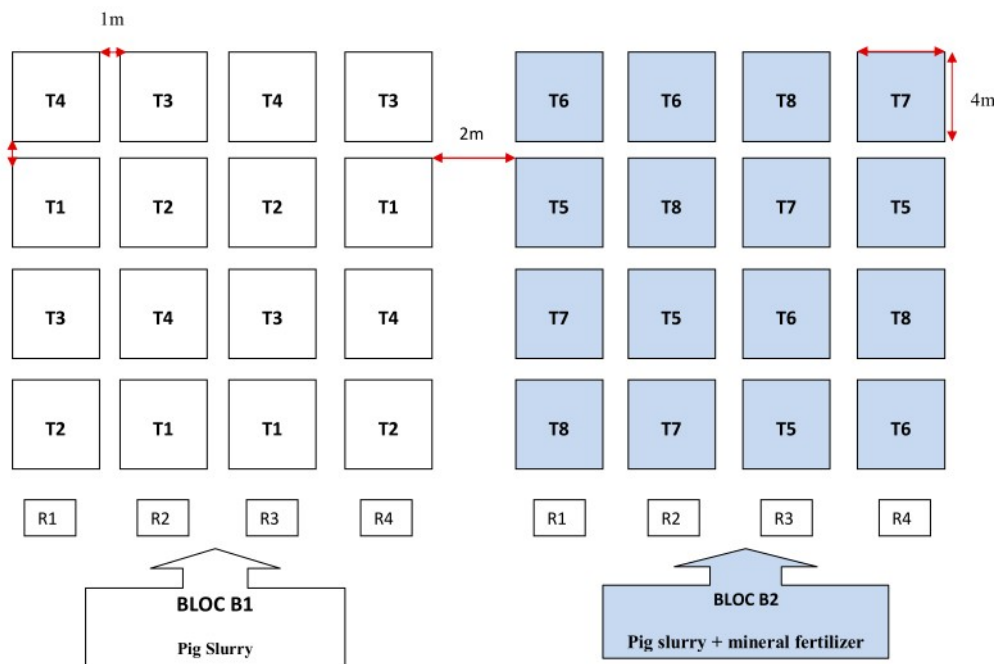 1m
T4 T3 T4 T3 T6 T6 T8 T7
4m
2m
T1 T2 T2 T1 T5 T8 T7 T5
T3 T4 T3 T4 T7 T5 T6 T8
T2 T1 T1 T2 T8 T7 T5 T6
R1 R2 R3 R4 R1 R2 R3 R4
BLOC B1
Pig Slurry
BLOC B2
Pig slurry + mineral fertilizer